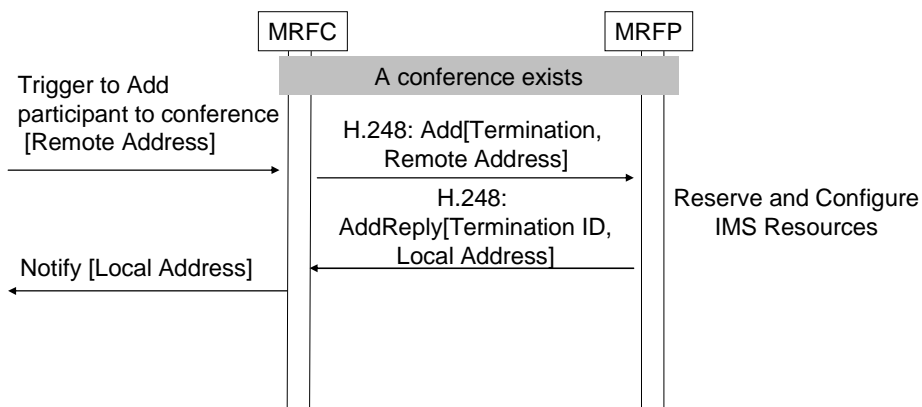 MRFC
MRFP
A conference exists
Trigger to Add
participant to conference
[Remote Address]
H.248: Add[Termination,
Remote Address]
H.248:
AddReply[Termination ID,
Local Address]
Reserve and Configure
IMS Resources
Notify [Local Address]